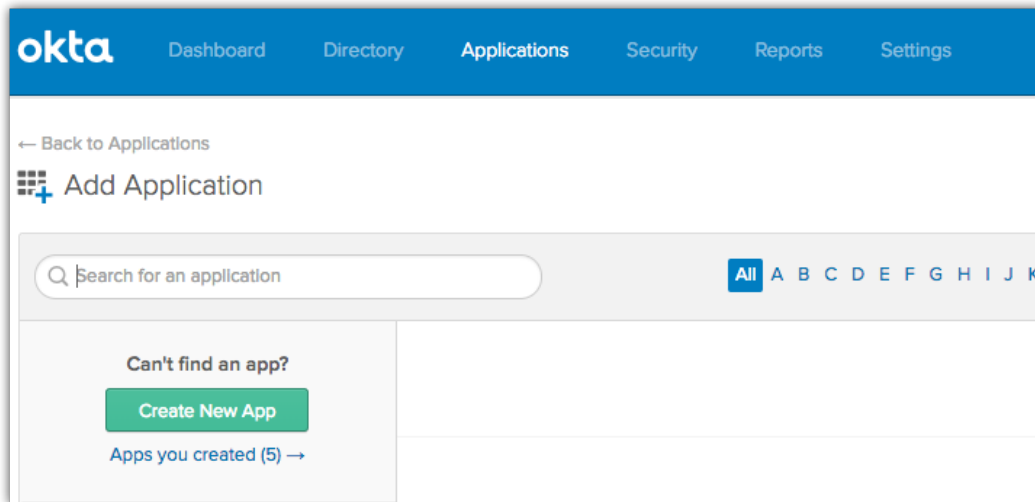 okta Dashboard Directory Applications Security Reports Settings
← Back to Applications
Add Application
Search for an application
All A B C D E F G H I J K
Can't find an app?
Create New App
Apps you created (5) →